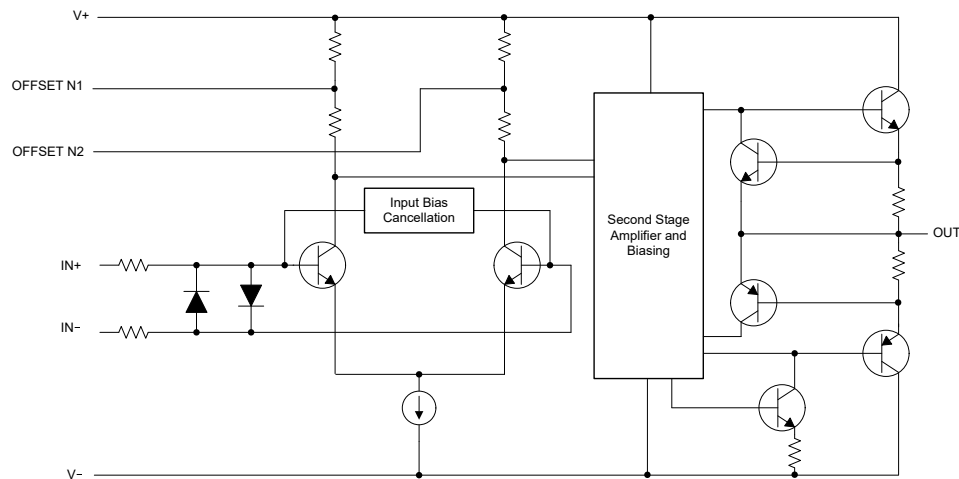 V+
OFFSET N1
OFFSET N2
Input Bias
Cancellation
Second Stage
Amplifier and
Biasing
OUT
IN+
IN−
V−